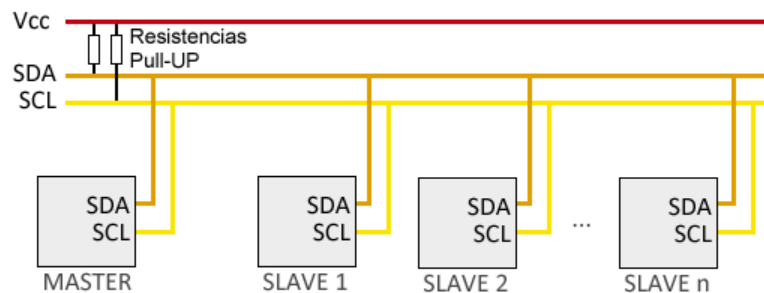 Vcc
Resistencias
Pull-UP
SDA
SCL
SDA
SCL
MASTER
SDA
SCL
SLAVE 1
SDA
SCL
SLAVE 2
...
SDA
SCL
SLAVE n